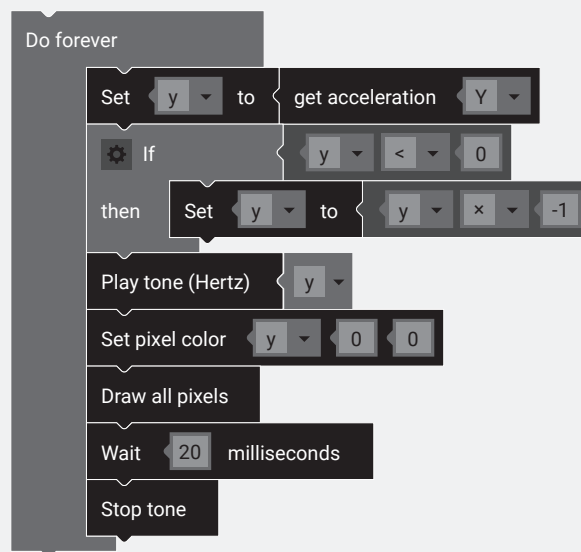 Do forever
Set y to get acceleration Y
If y < 0
then Set y to y × -1
Play tone (Hertz) y
Set pixel color y 0 0
Draw all pixels
Wait 20 milliseconds
Stop tone